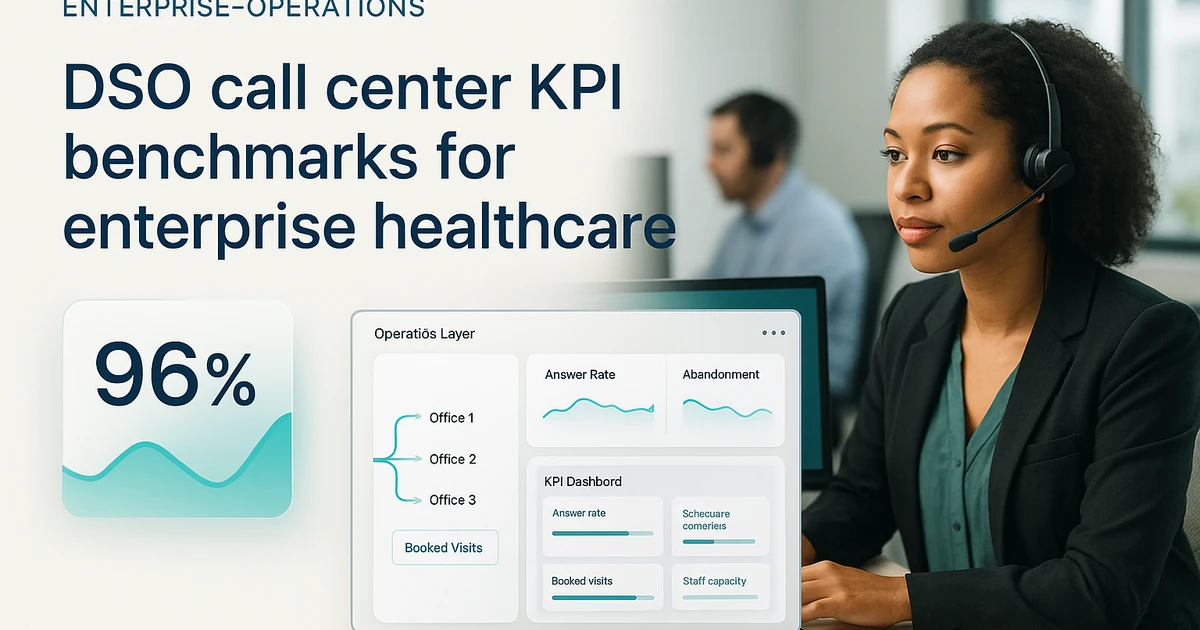 ENTERPRISE-OPERATIONS
DSO call center KPI
benchmarks for
enterprise healthcare
96%
Operatiōs Layer
Office 1
Office 2
Office 3
Booked Visits
Answer Rate
Abandonment
KPI Dashbord
Answer rate
Schecuare
comerieis
Booked visits
Staff capacity